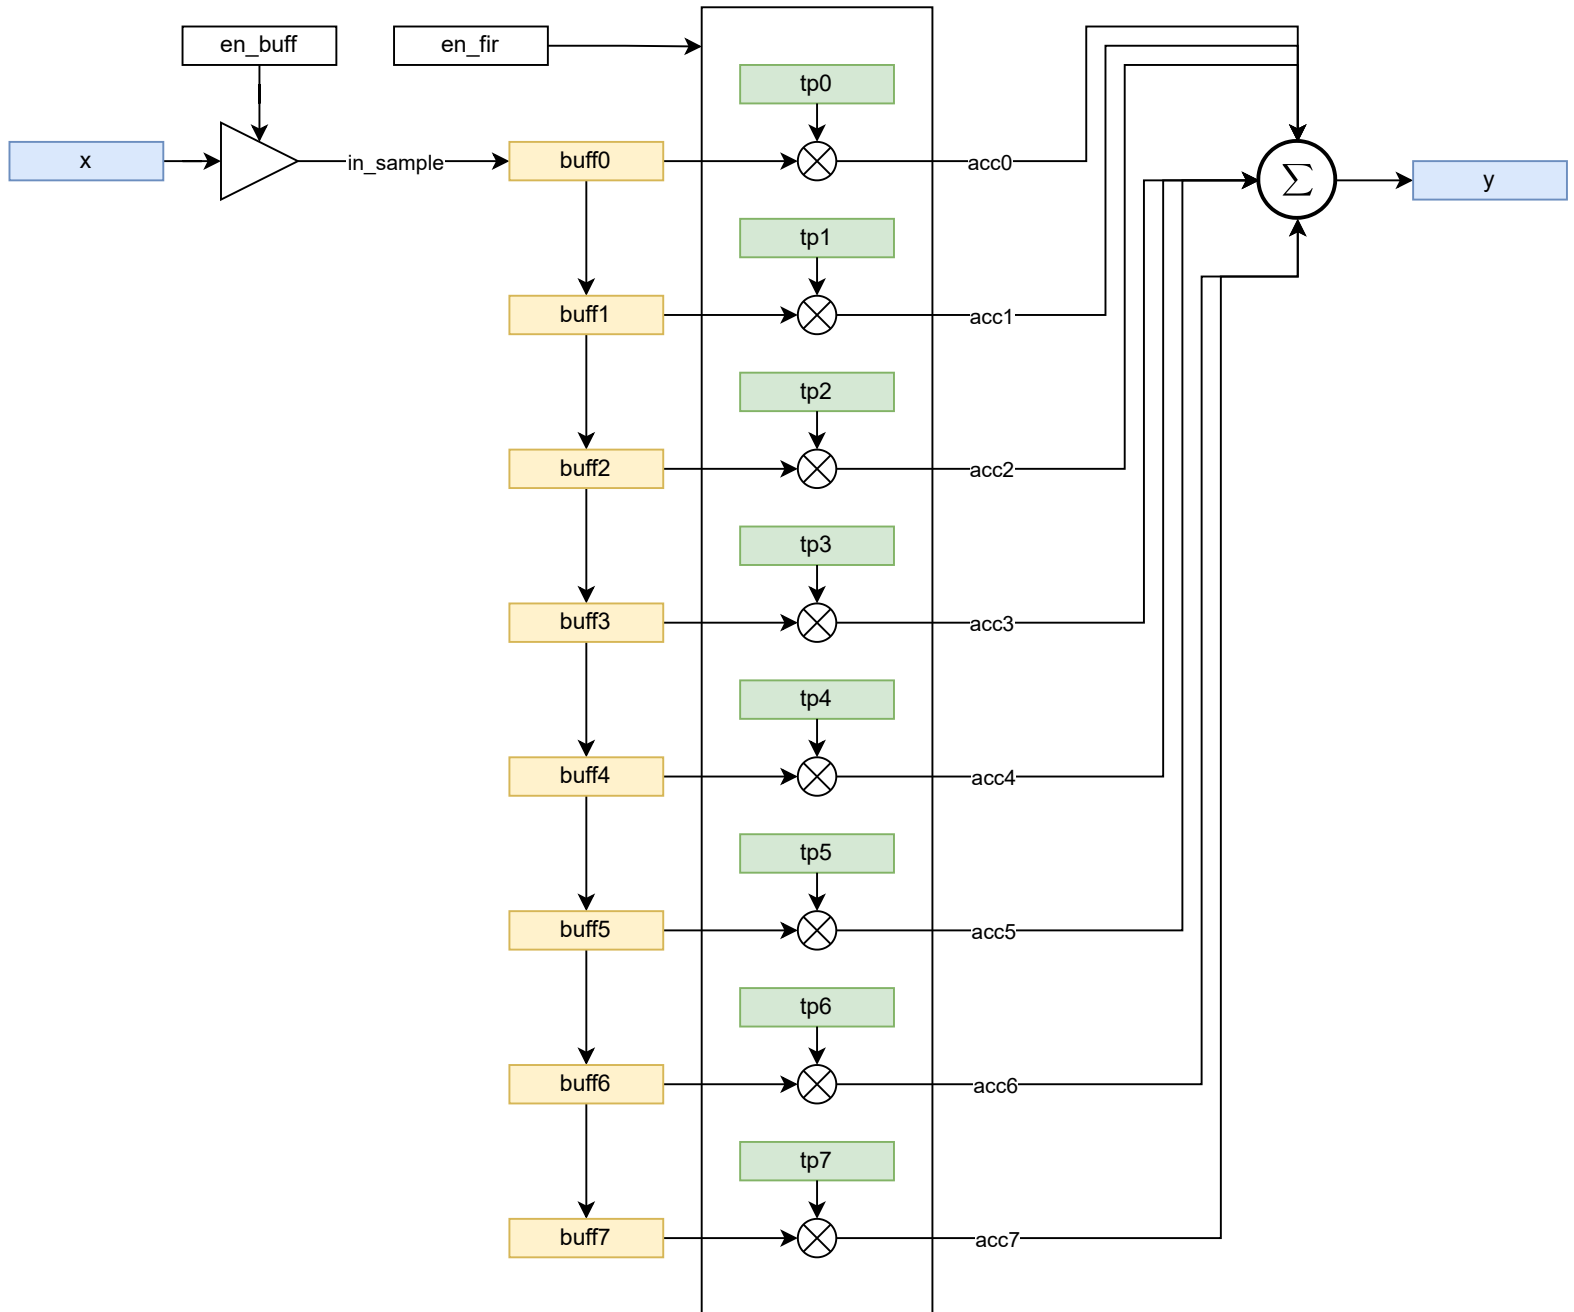 en_buff
en_fir
tp0
x
in_sample
buff0
acc0
∑
y
tp1
buff1
acc1
tp2
buff2
acc2
tp3
buff3
acc3
tp4
buff4
acc4
tp5
buff5
acc5
tp6
buff6
acc6
tp7
buff7
acc7